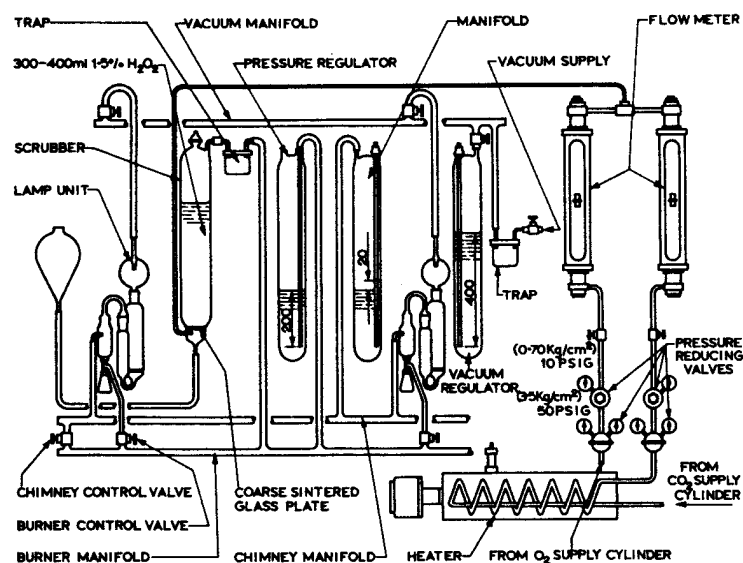 TRAP
VACUUM MANIFOLD
MANIFOLD
FLOW METER
300-400ml 1·5% H₂O₂
PRESSURE REGULATOR
VACUUM SUPPLY
SCRUBBER
LAMP UNIT
20
200
400
TRAP
(0·70Kg/cm²)
10 PSIG
PRESSURE
REDUCING
VALVES
VACUUM
REGULATOR
(3·5Kg/cm²)
50PSIG
CHIMNEY CONTROL VALVE
COARSE SINTERED
GLASS PLATE
FROM
CO₂ SUPPLY
CYLINDER
BURNER CONTROL VALVE
BURNER MANIFOLD
CHIMNEY MANIFOLD
HEATER
FROM O₂ SUPPLY CYLINDER